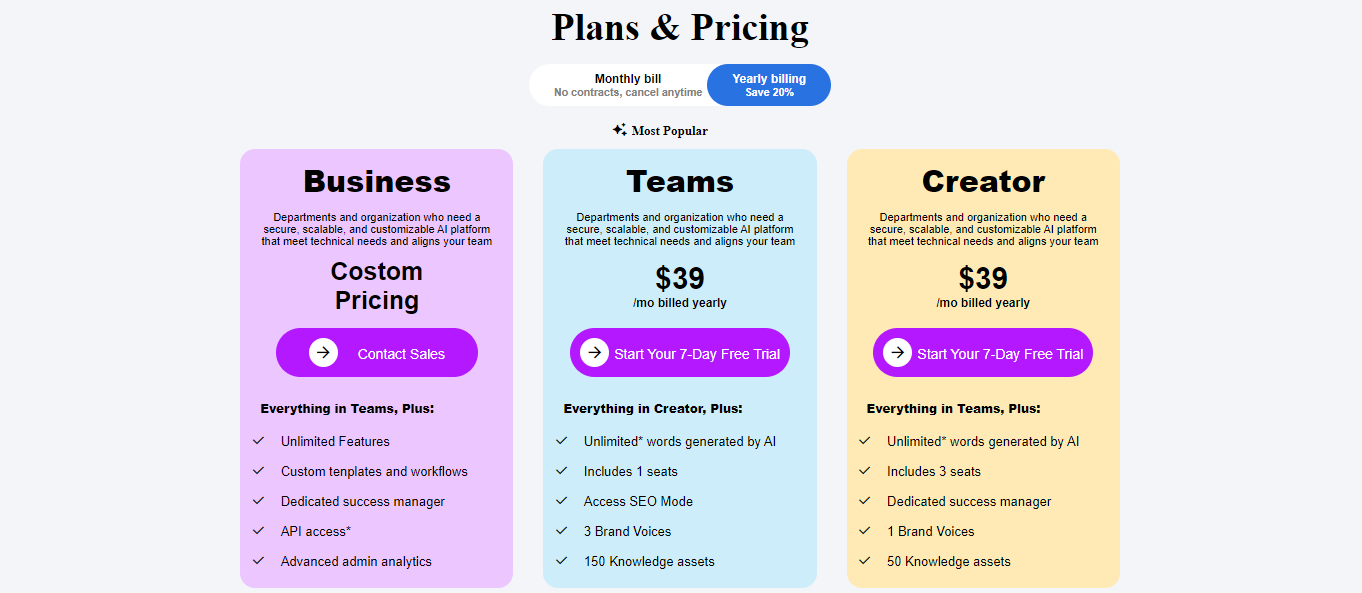 Plans & Pricing
Monthly bill
No contracts, cancel anytime
Yearly billing
Save 20%
Most Popular
Business
Departments and organization who need a
secure, scalable, and customizable AI platform
that meet technical needs and aligns your team
Costom
Pricing
Contact Sales
Everything in Teams, Plus:
Unlimited Features
Custom tenplates and workflows
Dedicated success manager
API access*
Advanced admin analytics
Teams
Departments and organization who need a
secure, scalable, and customizable AI platform
that meet technical needs and aligns your team
$39
/mo billed yearly
Start Your 7-Day Free Trial
Everything in Creator, Plus:
Unlimited* words generated by AI
Includes 1 seats
Access SEO Mode
3 Brand Voices
150 Knowledge assets
Creator
Departments and organization who need a
secure, scalable, and customizable AI platform
that meet technical needs and aligns your team
$39
/mo billed yearly
Start Your 7-Day Free Trial
Everything in Teams, Plus:
Unlimited* words generated by AI
Includes 3 seats
Dedicated success manager
1 Brand Voices
50 Knowledge assets